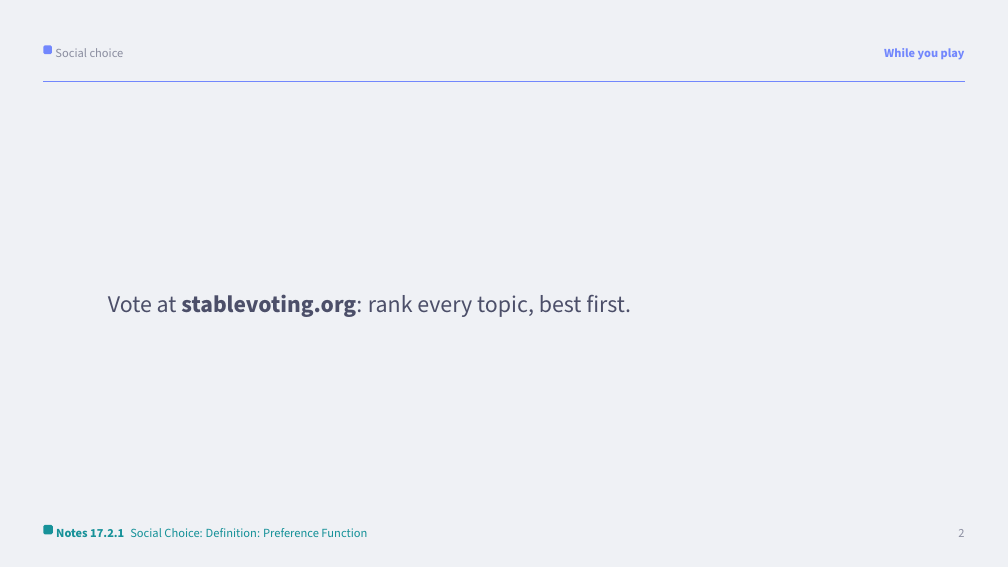 Social choice
While you play
Vote at stablevoting.org: rank every topic, best first.
Notes 17.2.1 Social Choice: Definition: Preference Function
2